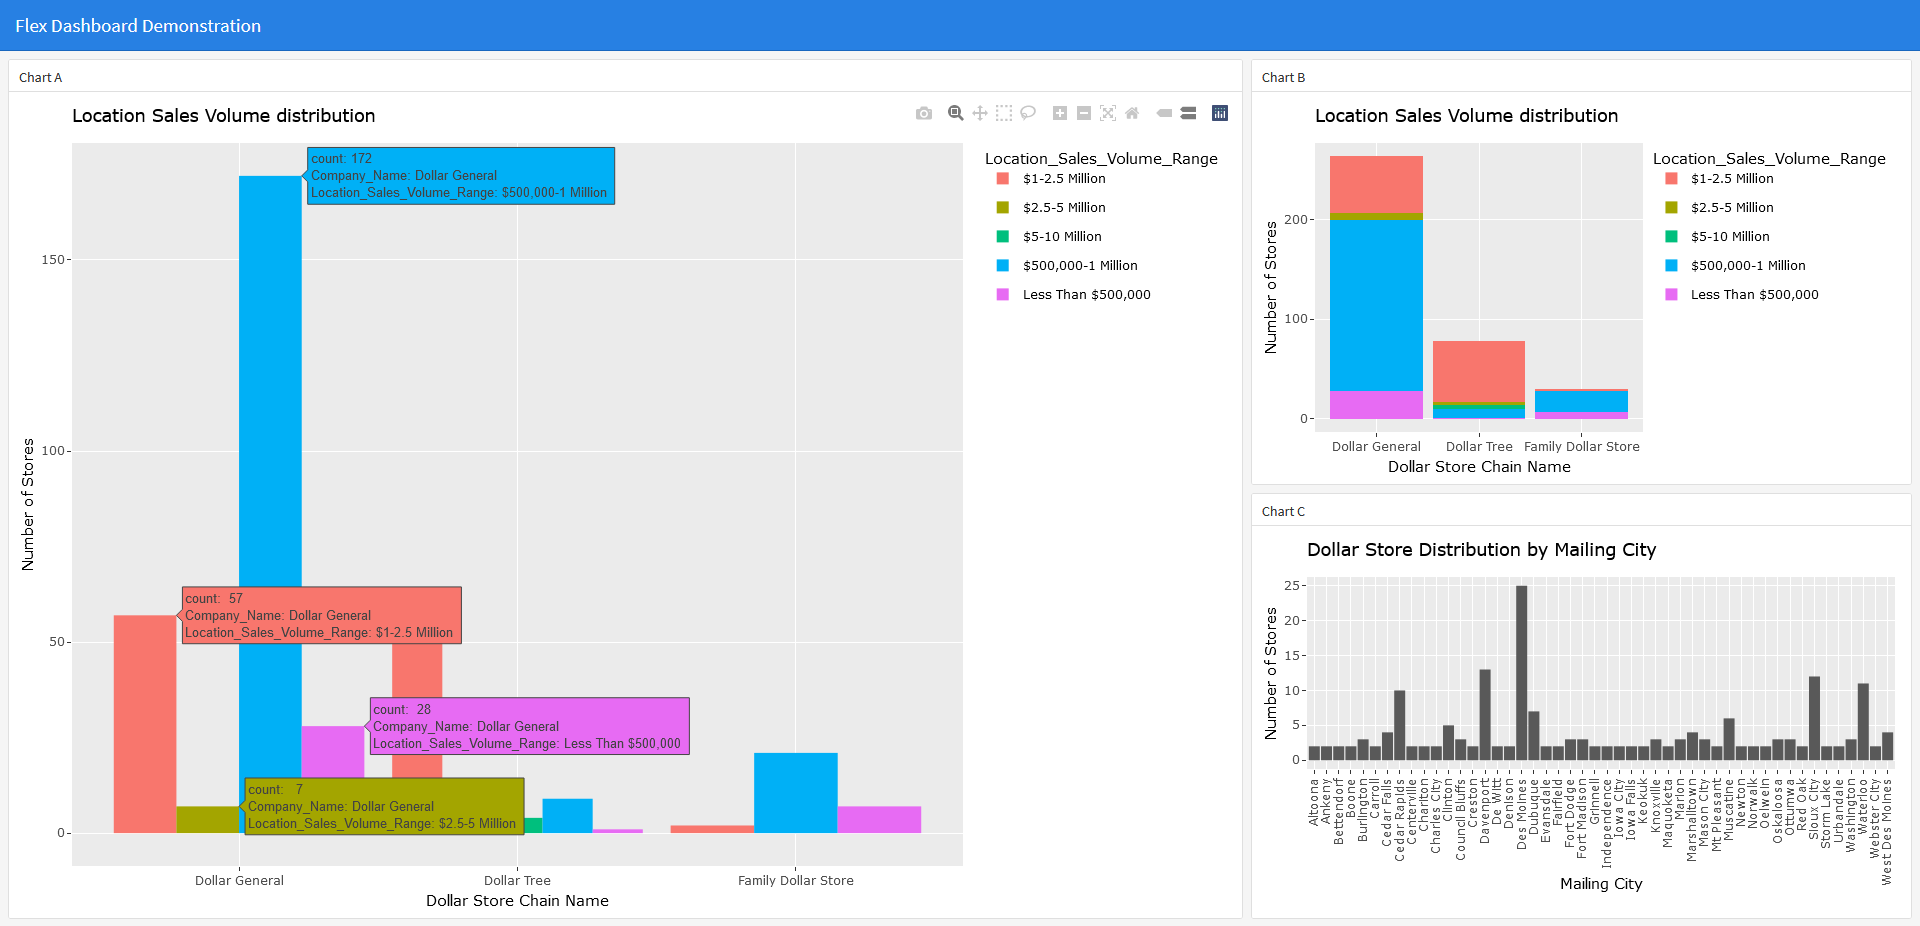 Flex Dashboard Demonstration
Chart A
Location Sales Volume distribution
count: 172
Company_Name: Dollar General
Location_Sales_Volume_Range: $500,000-1 Million
count: 57
Company_Name: Dollar General
Location_Sales_Volume_Range: $1-2.5 Million
count: 28
Company_Name: Dollar General
Location_Sales_Volume_Range: Less Than $500,000
count: 7
Company_Name: Dollar General
Location_Sales_Volume_Range: $2.5-5 Million
150
100
50
0
Number of Stores
Dollar General
Dollar Tree
Family Dollar Store
Dollar Store Chain Name
Location_Sales_Volume_Range
$1-2.5 Million
$2.5-5 Million
$5-10 Million
$500,000-1 Million
Less Than $500,000
Chart B
Location Sales Volume distribution
200
100
0
Number of Stores
Dollar General
Dollar Tree
Family Dollar Store
Dollar Store Chain Name
Location_Sales_Volume_Range
$1-2.5 Million
$2.5-5 Million
$5-10 Million
$500,000-1 Million
Less Than $500,000
Chart C
Dollar Store Distribution by Mailing City
25
20
15
10
5
0
Number of Stores
Altoona
Ankeny
Bettendorf
Boone
Burlington
Carroll
Cedar Falls
Cedar Rapids
Centerville
Chariton
Charles City
Clinton
Council Bluffs
Creston
Davenport
De Witt
Denison
Des Moines
Dubuque
Evansdale
Fairfield
Fort Dodge
Fort Madison
Grinnell
Independence
Iowa City
Iowa Falls
Keokuk
Knoxville
Maquoketa
Marion
Marshalltown
Mason City
Mt Pleasant
Muscatine
Newton
Norwalk
Oelwein
Oskaloosa
Ottumwa
Red Oak
Sioux City
Storm Lake
Urbandale
Washington
Waterloo
Webster City
West Des Moines
Mailing City